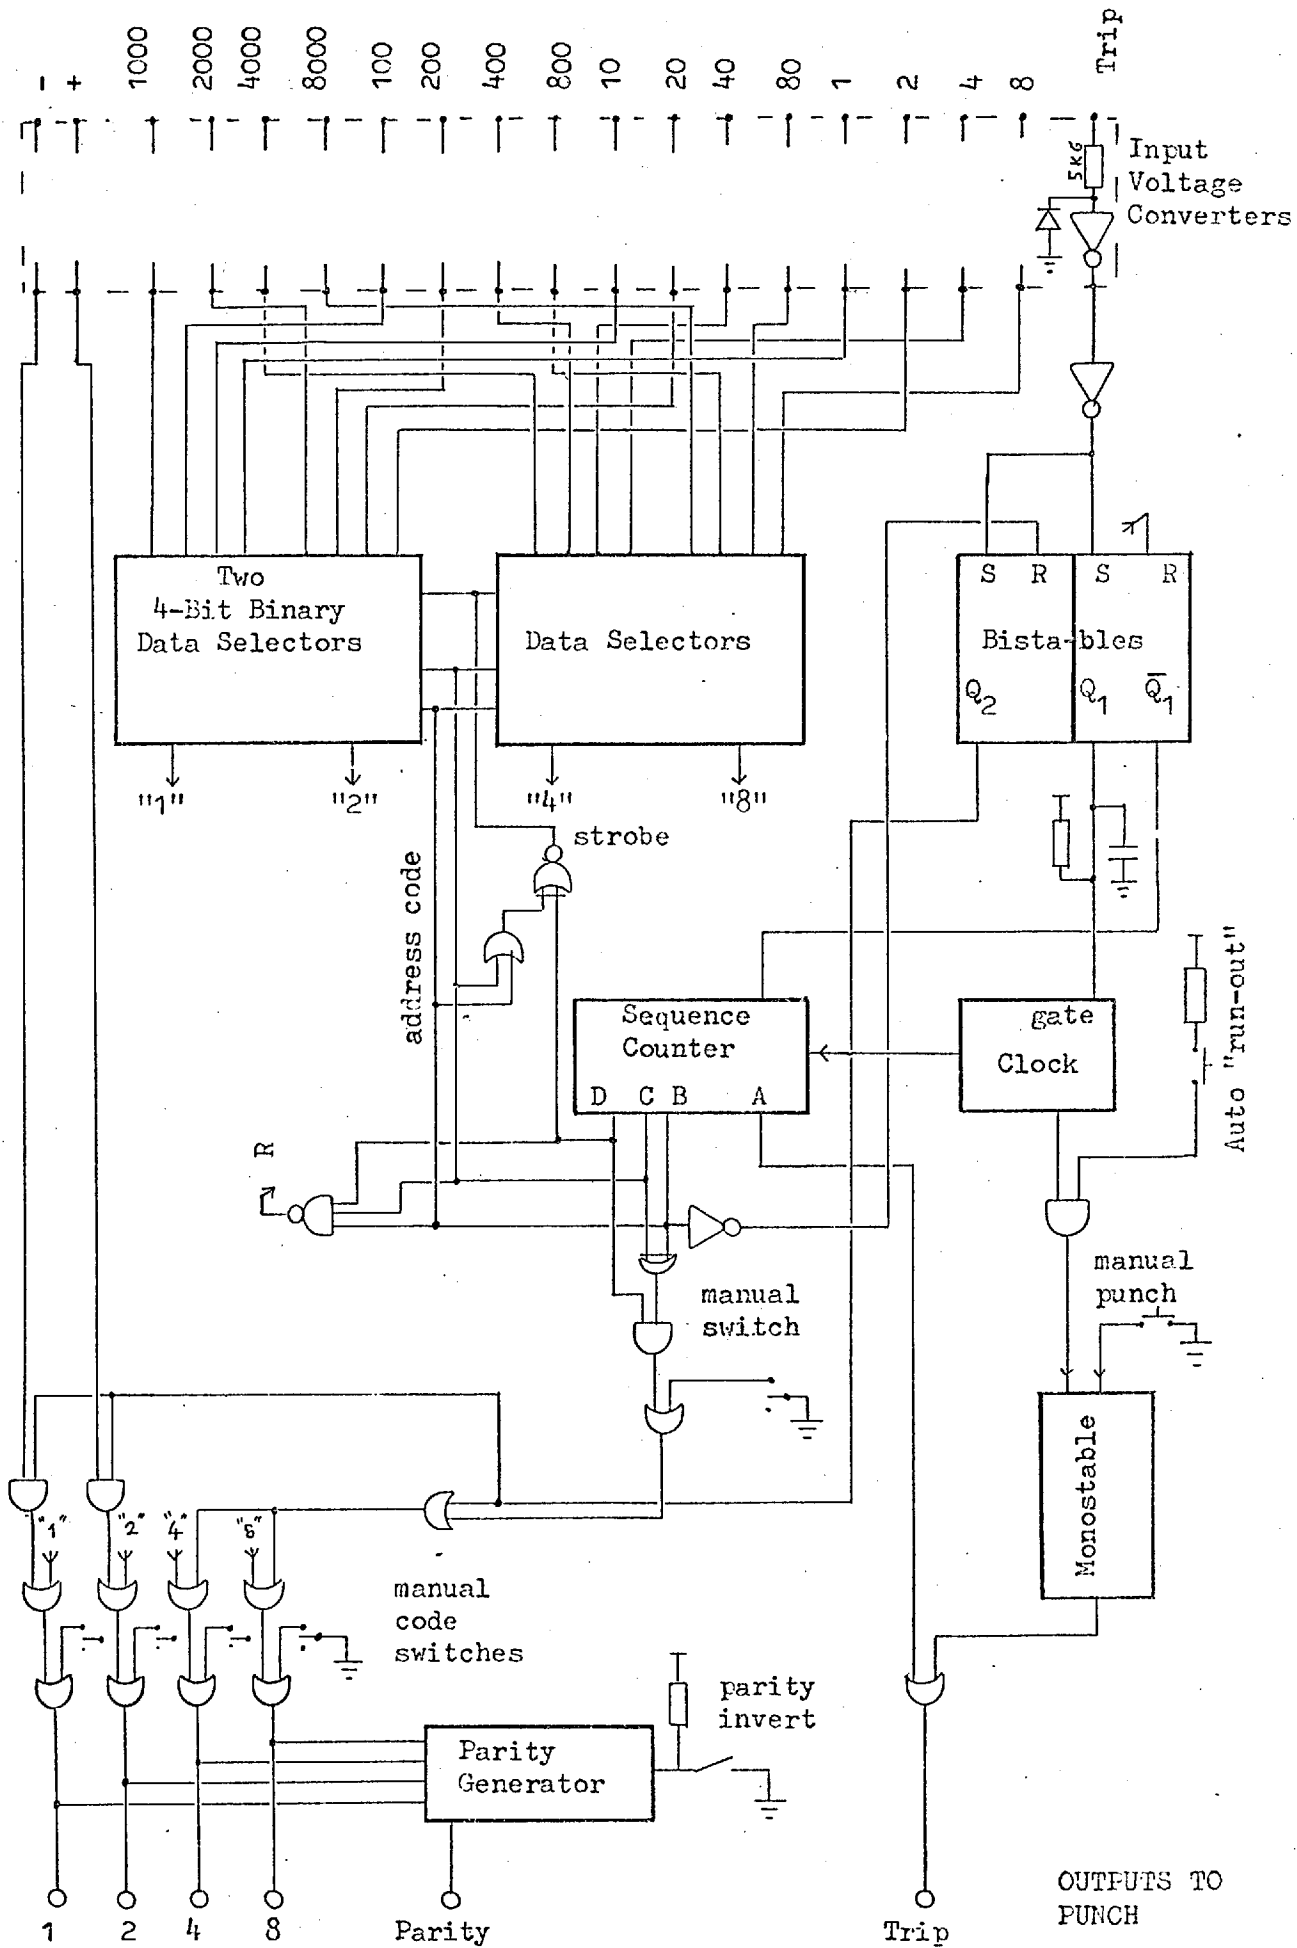 - + 1000 2000 4000 8000 100 200 400 800 10 20 40 80 1 2 4 8 Trip
5K6
Input
Voltage
Converters
Two
4-Bit Binary
Data Selectors
Data Selectors
S R S R
Bista-bles
Q2 Q1 Q̅1
"1" "2" "4" "8"
strobe
address code
Sequence
Counter
D C B A
gate
Clock
Auto "run-out"
R
manual
switch
manual
punch
Monostable
"1" "2" "4" "8"
manual
code
switches
parity
invert
Parity
Generator
OUTPUTS TO
PUNCH
1 2 4 8 Parity Trip